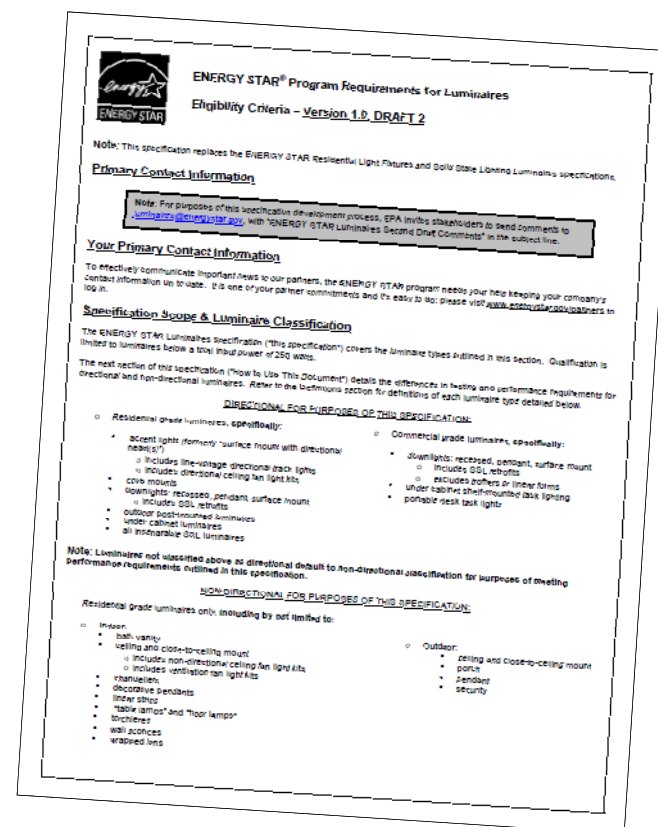 energy
ENERGY STAR
ENERGY STAR® Program Requirements for Luminaires
Eligibility Criteria – Version 1.0, DRAFT 2
Note: This specification replaces the ENERGY STAR Residential Light Fixtures and Solid State Lighting Luminaires specifications.
Primary Contact Information
Note: For purposes of this specification development process, EPA invites stakeholders to send comments to
luminaires@energystar.gov, with "ENERGY STAR Luminaires Second Draft Comments" in the subject line.
Your Primary Contact Information
To effectively communicate important news to our partners, the ENERGY STAR program needs your help keeping your company's
contact information up to date. It is one of your partner commitments and it's easy to do: please visit www.energystar.gov/partners to
log in.
Specification Scope & Luminaire Classification
The ENERGY STAR Luminaires specification ("this specification") covers the luminaire types outlined in this section. Qualification is
limited to luminaires below a total input power of 250 watts.
The next section of this specification ("How to Use This Document") details the differences in testing and performance requirements for
directional and non-directional luminaires. Refer to the Definitions section for definitions of each luminaire type detailed below.
DIRECTIONAL FOR PURPOSES OF THIS SPECIFICATION:
Residential grade luminaires, specifically:
accent lights (formerly "surface mount with directional
head(s)")
includes line-voltage directional track lights
includes directional ceiling fan light kits
cove mounts
downlights: recessed, pendant, surface mount
includes SSL retrofits
outdoor post-mounted luminaires
under cabinet luminaires
all inseparable SSL luminaires
Commercial grade luminaires, specifically:
downlights: recessed, pendant, surface mount
includes SSL retrofits
excludes troffers or linear forms
under cabinet shelf-mounted task lighting
portable desk task lights
Note: Luminaires not classified above as directional default to non-directional classification for purposes of meeting
performance requirements outlined in this specification.
NON-DIRECTIONAL FOR PURPOSES OF THIS SPECIFICATION:
Residential grade luminaires only, including by not limited to:
Indoor:
bath vanity
ceiling and close-to-ceiling mount
includes non-directional ceiling fan light kits
includes ventilation fan light kits
chandeliers
decorative pendants
linear strips
"table lamps" and "floor lamps"
torchieres
wall sconces
wrapped lens
Outdoor:
ceiling and close-to-ceiling mount
porch
pendant
security